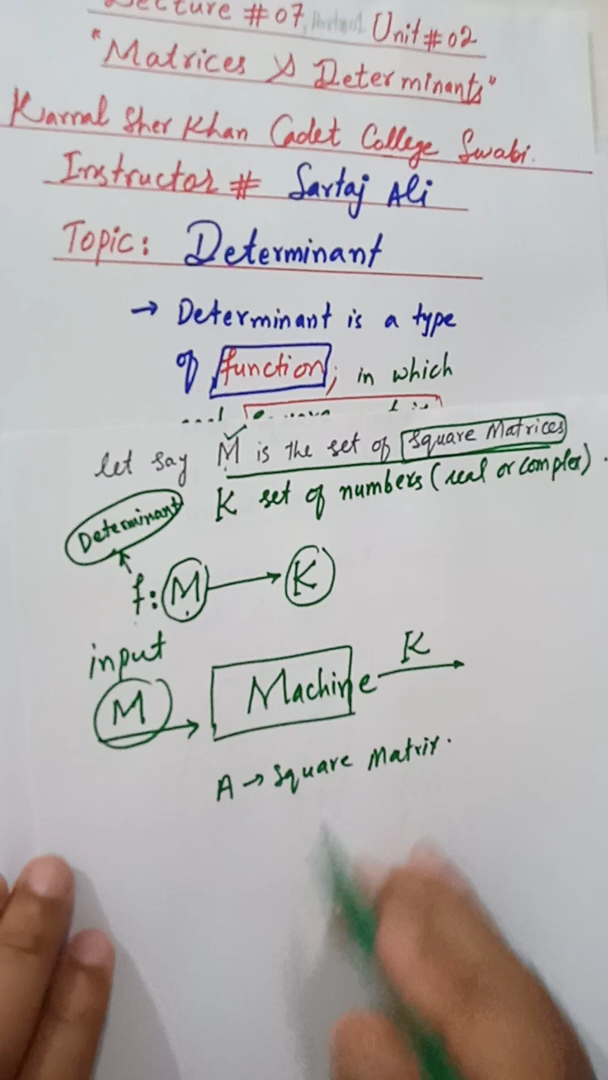 Lecture # 07, Unit # 02
"Matrices & Determinants"
Karnal Sher Khan Cadet College Swabi.
Instructor # Sartaj Ali
Topic: Determinant
→ Determinant is a type
of function; in which
let say M is the set of Square Matrices
K set of numbers (real or complex).
Determinant
f: M → K
input
M → Machine K →
A → Square Matrix.